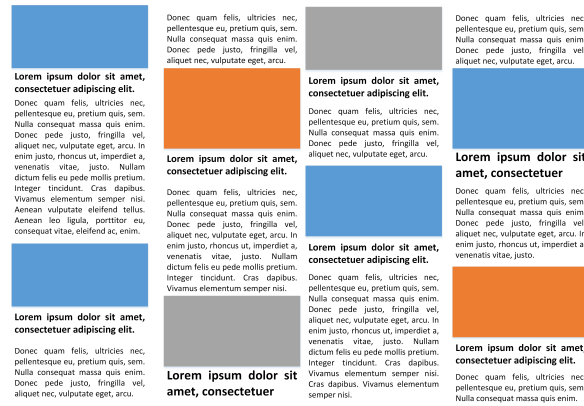 Lorem ipsum dolor sit amet,
consectetuer adipiscing elit.
Donec quam felis, ultricies nec,
pellentesque eu, pretium quis, sem.
Nulla consequat massa quis enim.
Donec pede justo, fringilla vel,
aliquet nec, vulputate eget, arcu. In
enim justo, rhoncus ut, imperdiet a,
venenatis vitae, justo. Nullam
dictum felis eu pede mollis pretium.
Integer tincidunt. Cras dapibus.
Vivamus elementum semper nisi.
Aenean vulputate eleifend tellus.
Aenean leo ligula, porttitor eu,
consequat vitae, eleifend ac, enim.
Lorem ipsum dolor sit amet,
consectetuer adipiscing elit.
Donec quam felis, ultricies nec,
pellentesque eu, pretium quis, sem.
Nulla consequat massa quis enim.
Donec pede justo, fringilla vel,
aliquet nec, vulputate eget, arcu.
Donec quam felis, ultricies nec,
pellentesque eu, pretium quis, sem.
Nulla consequat massa quis enim.
Donec pede justo, fringilla vel,
aliquet nec, vulputate eget, arcu.
Lorem ipsum dolor sit amet,
consectetuer adipiscing elit.
Donec quam felis, ultricies nec,
pellentesque eu, pretium quis, sem.
Nulla consequat massa quis enim.
Donec pede justo, fringilla vel,
aliquet nec, vulputate eget, arcu. In
enim justo, rhoncus ut, imperdiet a,
venenatis vitae, justo. Nullam
dictum felis eu pede mollis pretium.
Integer tincidunt. Cras dapibus.
Vivamus elementum semper nisi.
Lorem ipsum dolor sit
amet, consectetuer
Lorem ipsum dolor sit amet,
consectetuer adipiscing elit.
Donec quam felis, ultricies nec,
pellentesque eu, pretium quis, sem.
Nulla consequat massa quis enim.
Donec pede justo, fringilla vel,
aliquet nec, vulputate eget, arcu.
Lorem ipsum dolor sit amet,
consectetuer adipiscing elit.
Donec quam felis, ultricies nec,
pellentesque eu, pretium quis, sem.
Nulla consequat massa quis enim.
Donec pede justo, fringilla vel,
aliquet nec, vulputate eget, arcu. In
enim justo, rhoncus ut, imperdiet a,
venenatis vitae, justo. Nullam
dictum felis eu pede mollis pretium.
Integer tincidunt. Cras dapibus.
Cras dapibus. Vivamus elementum
semper nisi.
Donec quam felis, ultricies nec,
pellentesque eu, pretium quis, sem
Nulla consequat massa quis enim
Donec pede justo, fringilla vel
aliquet nec, vulputate eget, arcu.
Lorem ipsum dolor sit
amet, consectetuer
Donec quam felis, ultricies nec,
pellentesque eu, pretium quis, sem
Nulla consequat massa quis enim
Donec pede justo, fringilla vel
aliquet nec, vulputate eget, arcu. In
enim justo, rhoncus ut, imperdiet a
venenatis vitae, justo.
Lorem ipsum dolor sit amet,
consectetuer adipiscing elit.
Donec quam felis, ultricies nec,
pellentesque eu, pretium quis, sem
Nulla consequat massa quis enim.